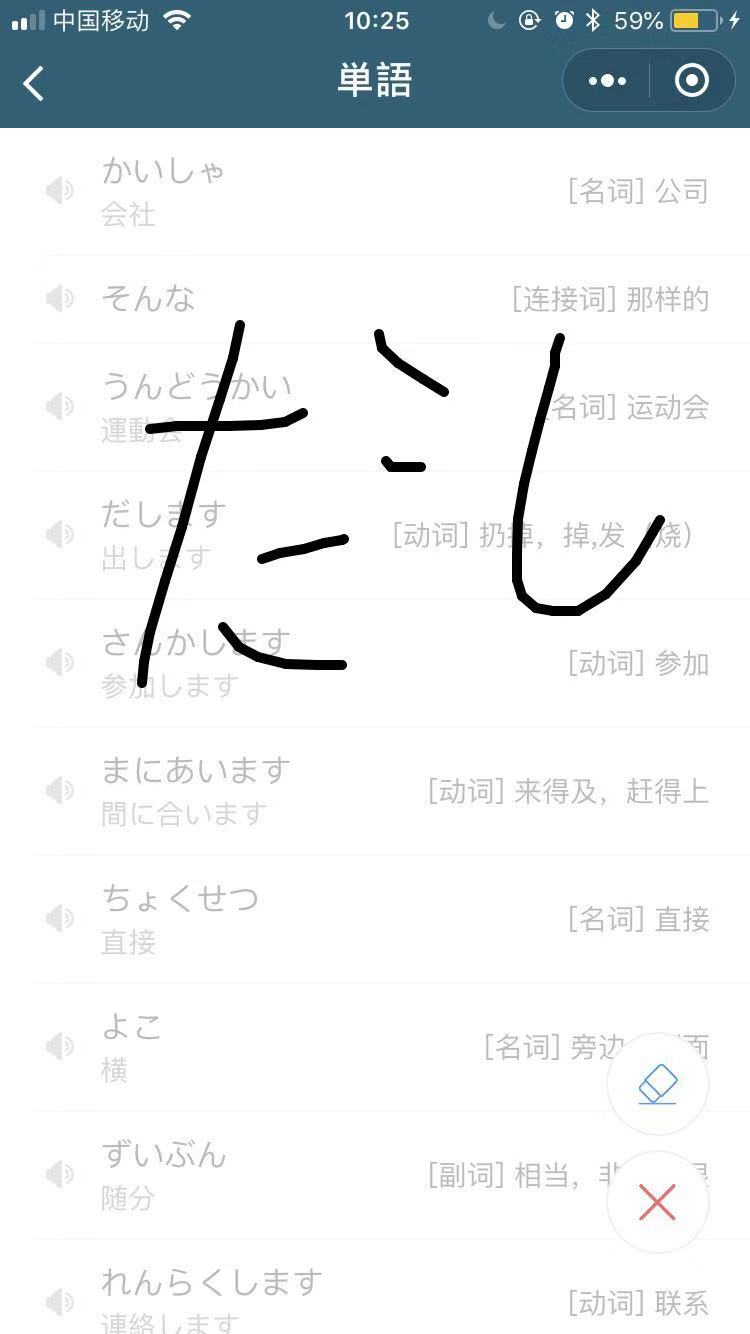 中国移动 10:25 59%
単語
かいしゃ [名词] 公司
会社
そんな [连接词] 那样的
うんどうかい [名词] 运动会
運動会
だします [动词] 扔掉，掉,发（烧）
出します
さんかします [动词] 参加
参加します
だし
まにあいます [动词] 来得及，赶得上
間に合います
ちょくせつ [名词] 直接
直接
よこ [名词] 旁边 面
横
ずいぶん [副词] 相当，
随分
れんらくします [动词] 联系
連絡します